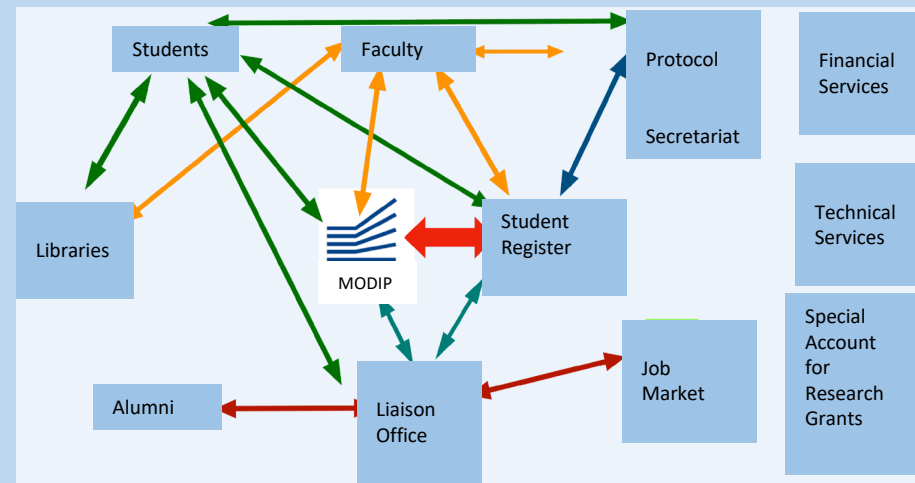 Students
Faculty
Protocol
Secretariat
Financial
Services
Libraries
MODIP
Student
Register
Technical
Services
Alumni
Liaison
Office
Job
Market
Special
Account
for
Research
Grants